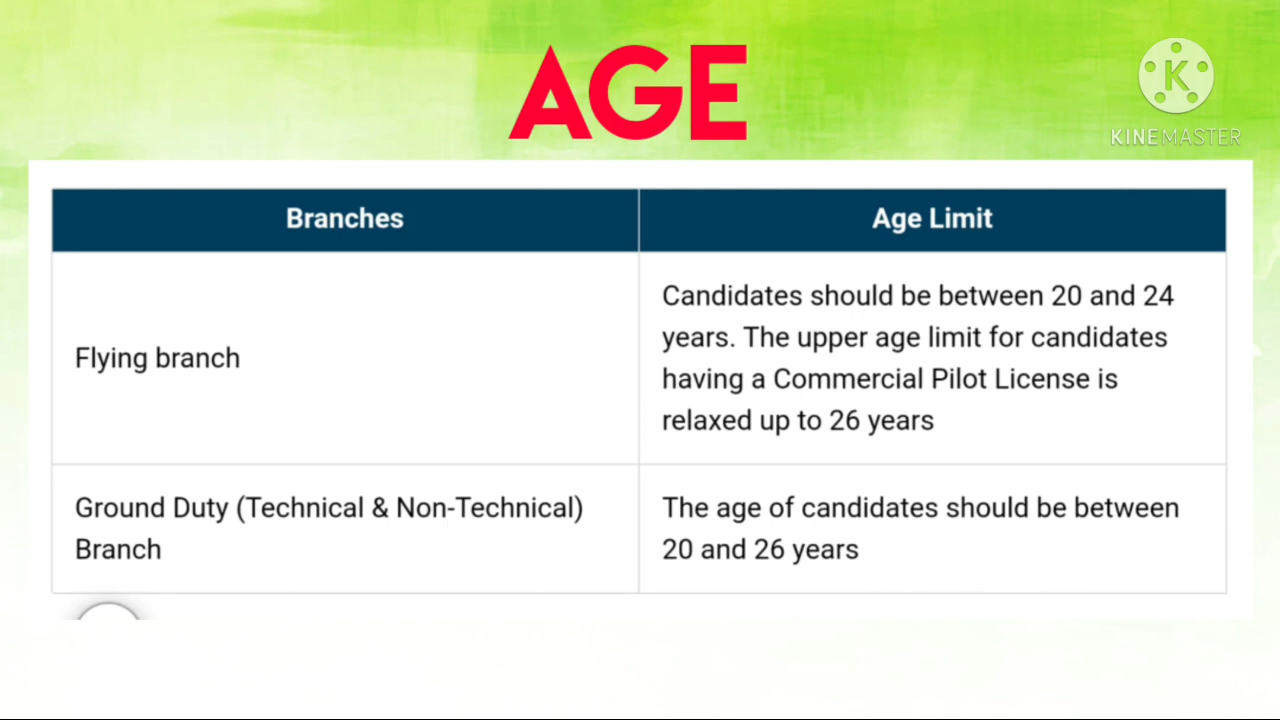 AGE
K
KINEMASTER
Branches
Age Limit
Flying branch
Candidates should be between 20 and 24
years. The upper age limit for candidates
having a Commercial Pilot License is
relaxed up to 26 years
Ground Duty (Technical & Non-Technical)
Branch
The age of candidates should be between
20 and 26 years